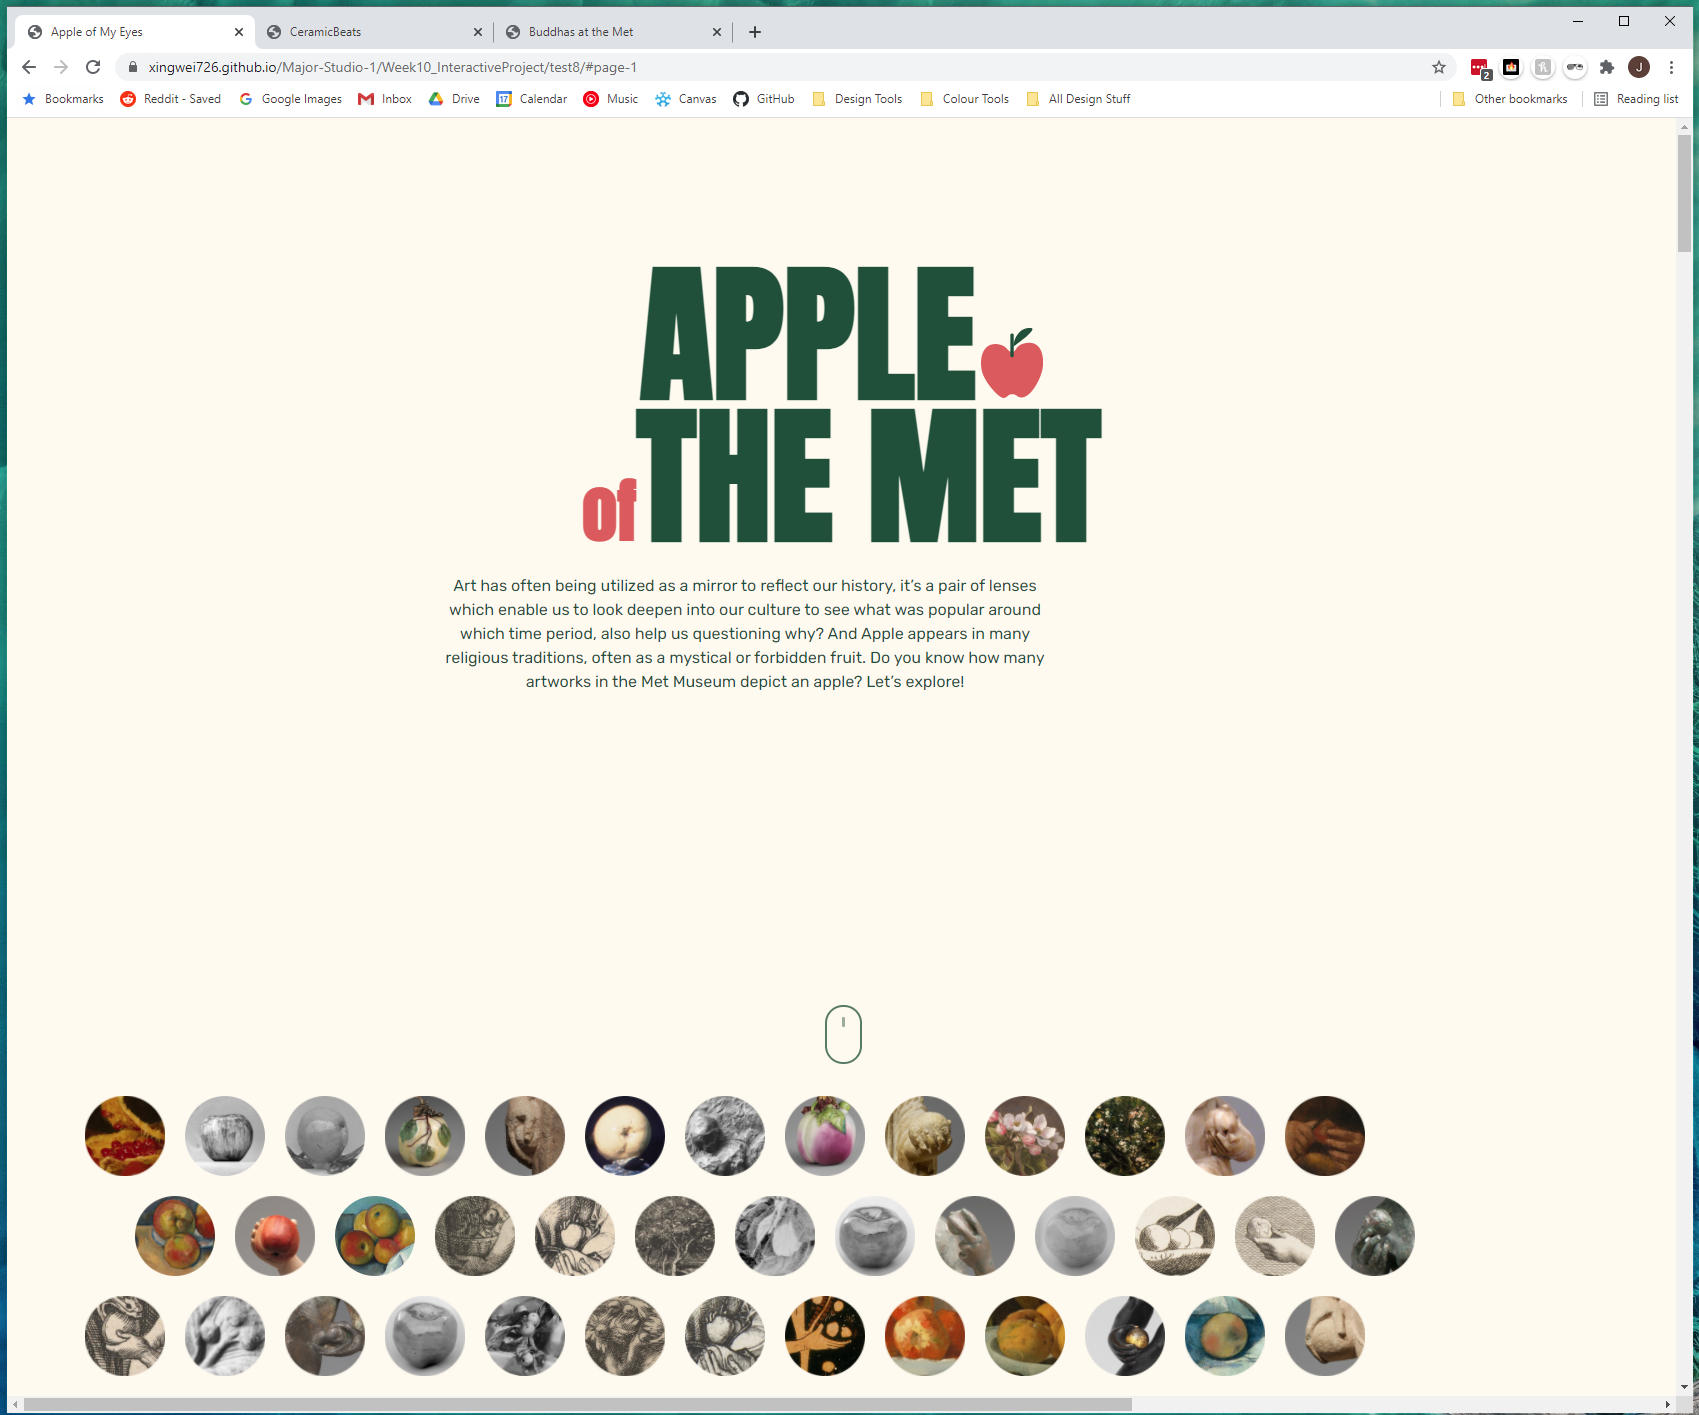 Apple of My Eyes
CeramicBeats
Buddhas at the Met
xingwei726.github.io/Major-Studio-1/Week10_InteractiveProject/test8/#page-1
2
J
Bookmarks
Reddit - Saved
Google Images
Inbox
17
Calendar
Drive
Music
Canvas
GitHub
Design Tools
Colour Tools
All Design Stuff
Other bookmarks
Reading list
APPLE
of THE MET
Art has often being utilized as a mirror to reflect our history, it’s a pair of lenses
which enable us to look deepen into our culture to see what was popular around
which time period, also help us questioning why? And Apple appears in many
religious traditions, often as a mystical or forbidden fruit. Do you know how many
artworks in the Met Museum depict an apple? Let’s explore!